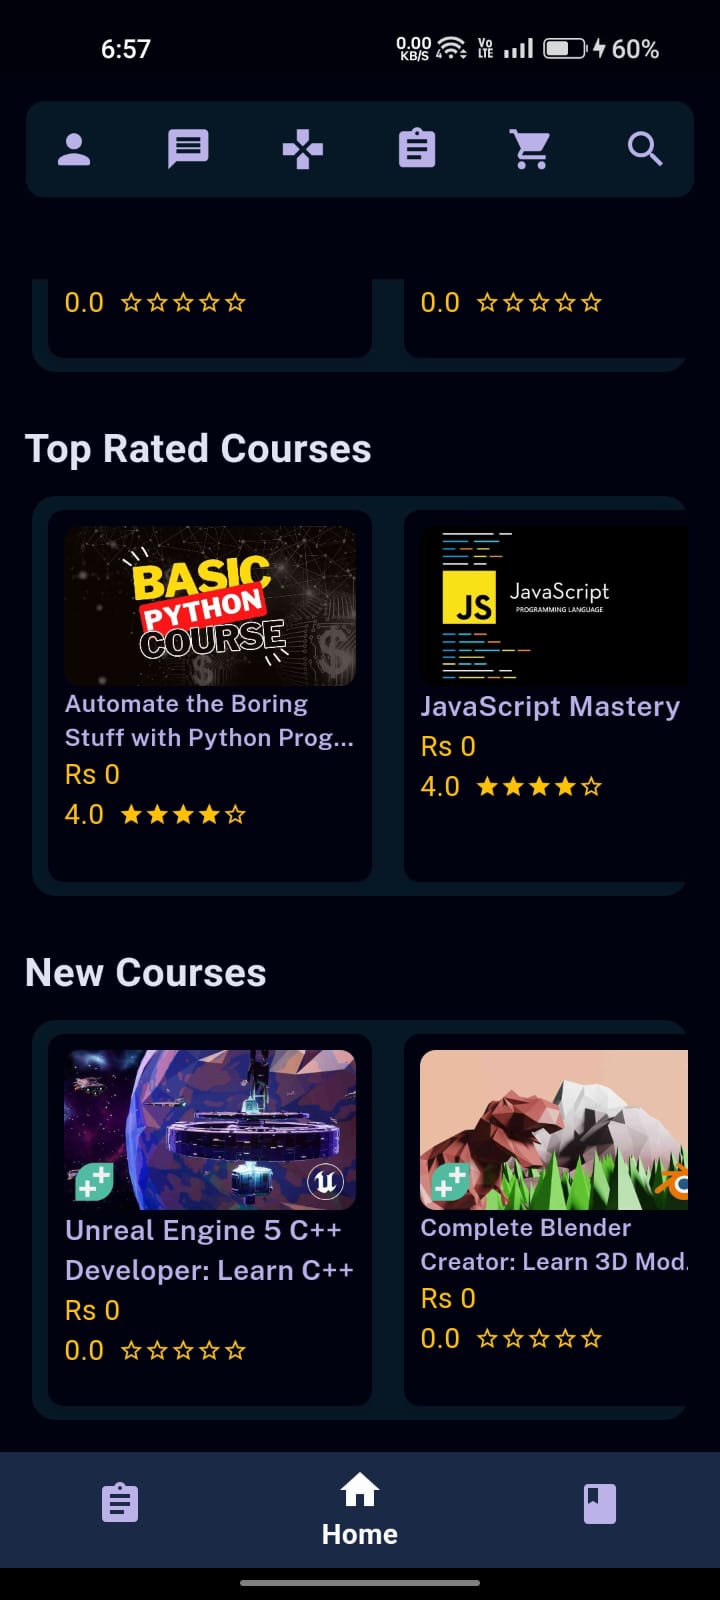 6:57 0.00 KB/S 4 Vo LTE 60%
0.0 0.0
Top Rated Courses
BASIC
PYTHON
COURSE
Automate the Boring
Stuff with Python Prog...
Rs 0
4.0
JS JavaScript
PROGRAMMING LANGUAGE
JavaScript Mastery
Rs 0
4.0
New Courses
Unreal Engine 5 C++
Developer: Learn C++
Rs 0
0.0
Complete Blender
Creator: Learn 3D Mod.
Rs 0
0.0
Home